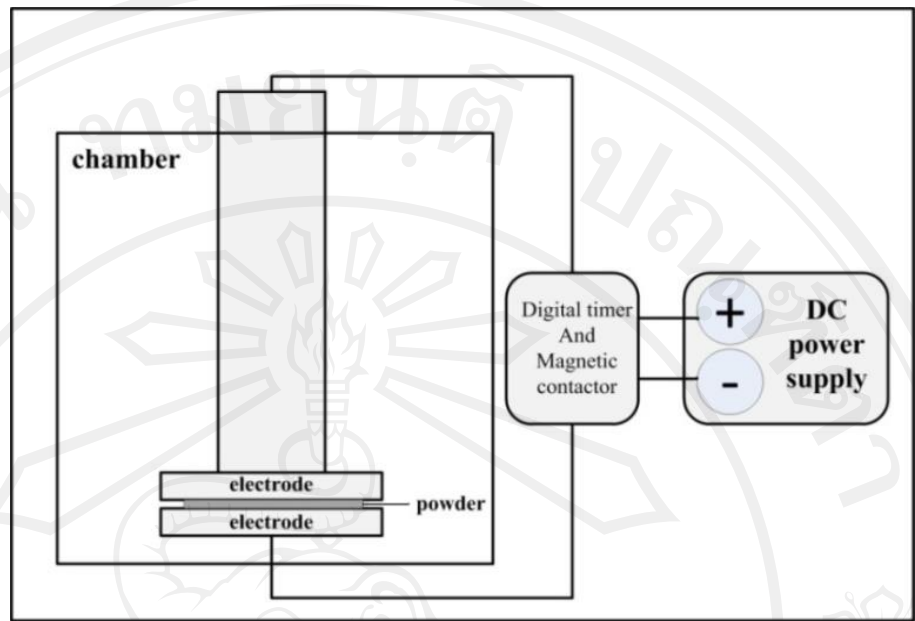 chamber
Digital timer
And
Magnetic
contactor
+
-
DC
power
supply
electrode
powder
electrode